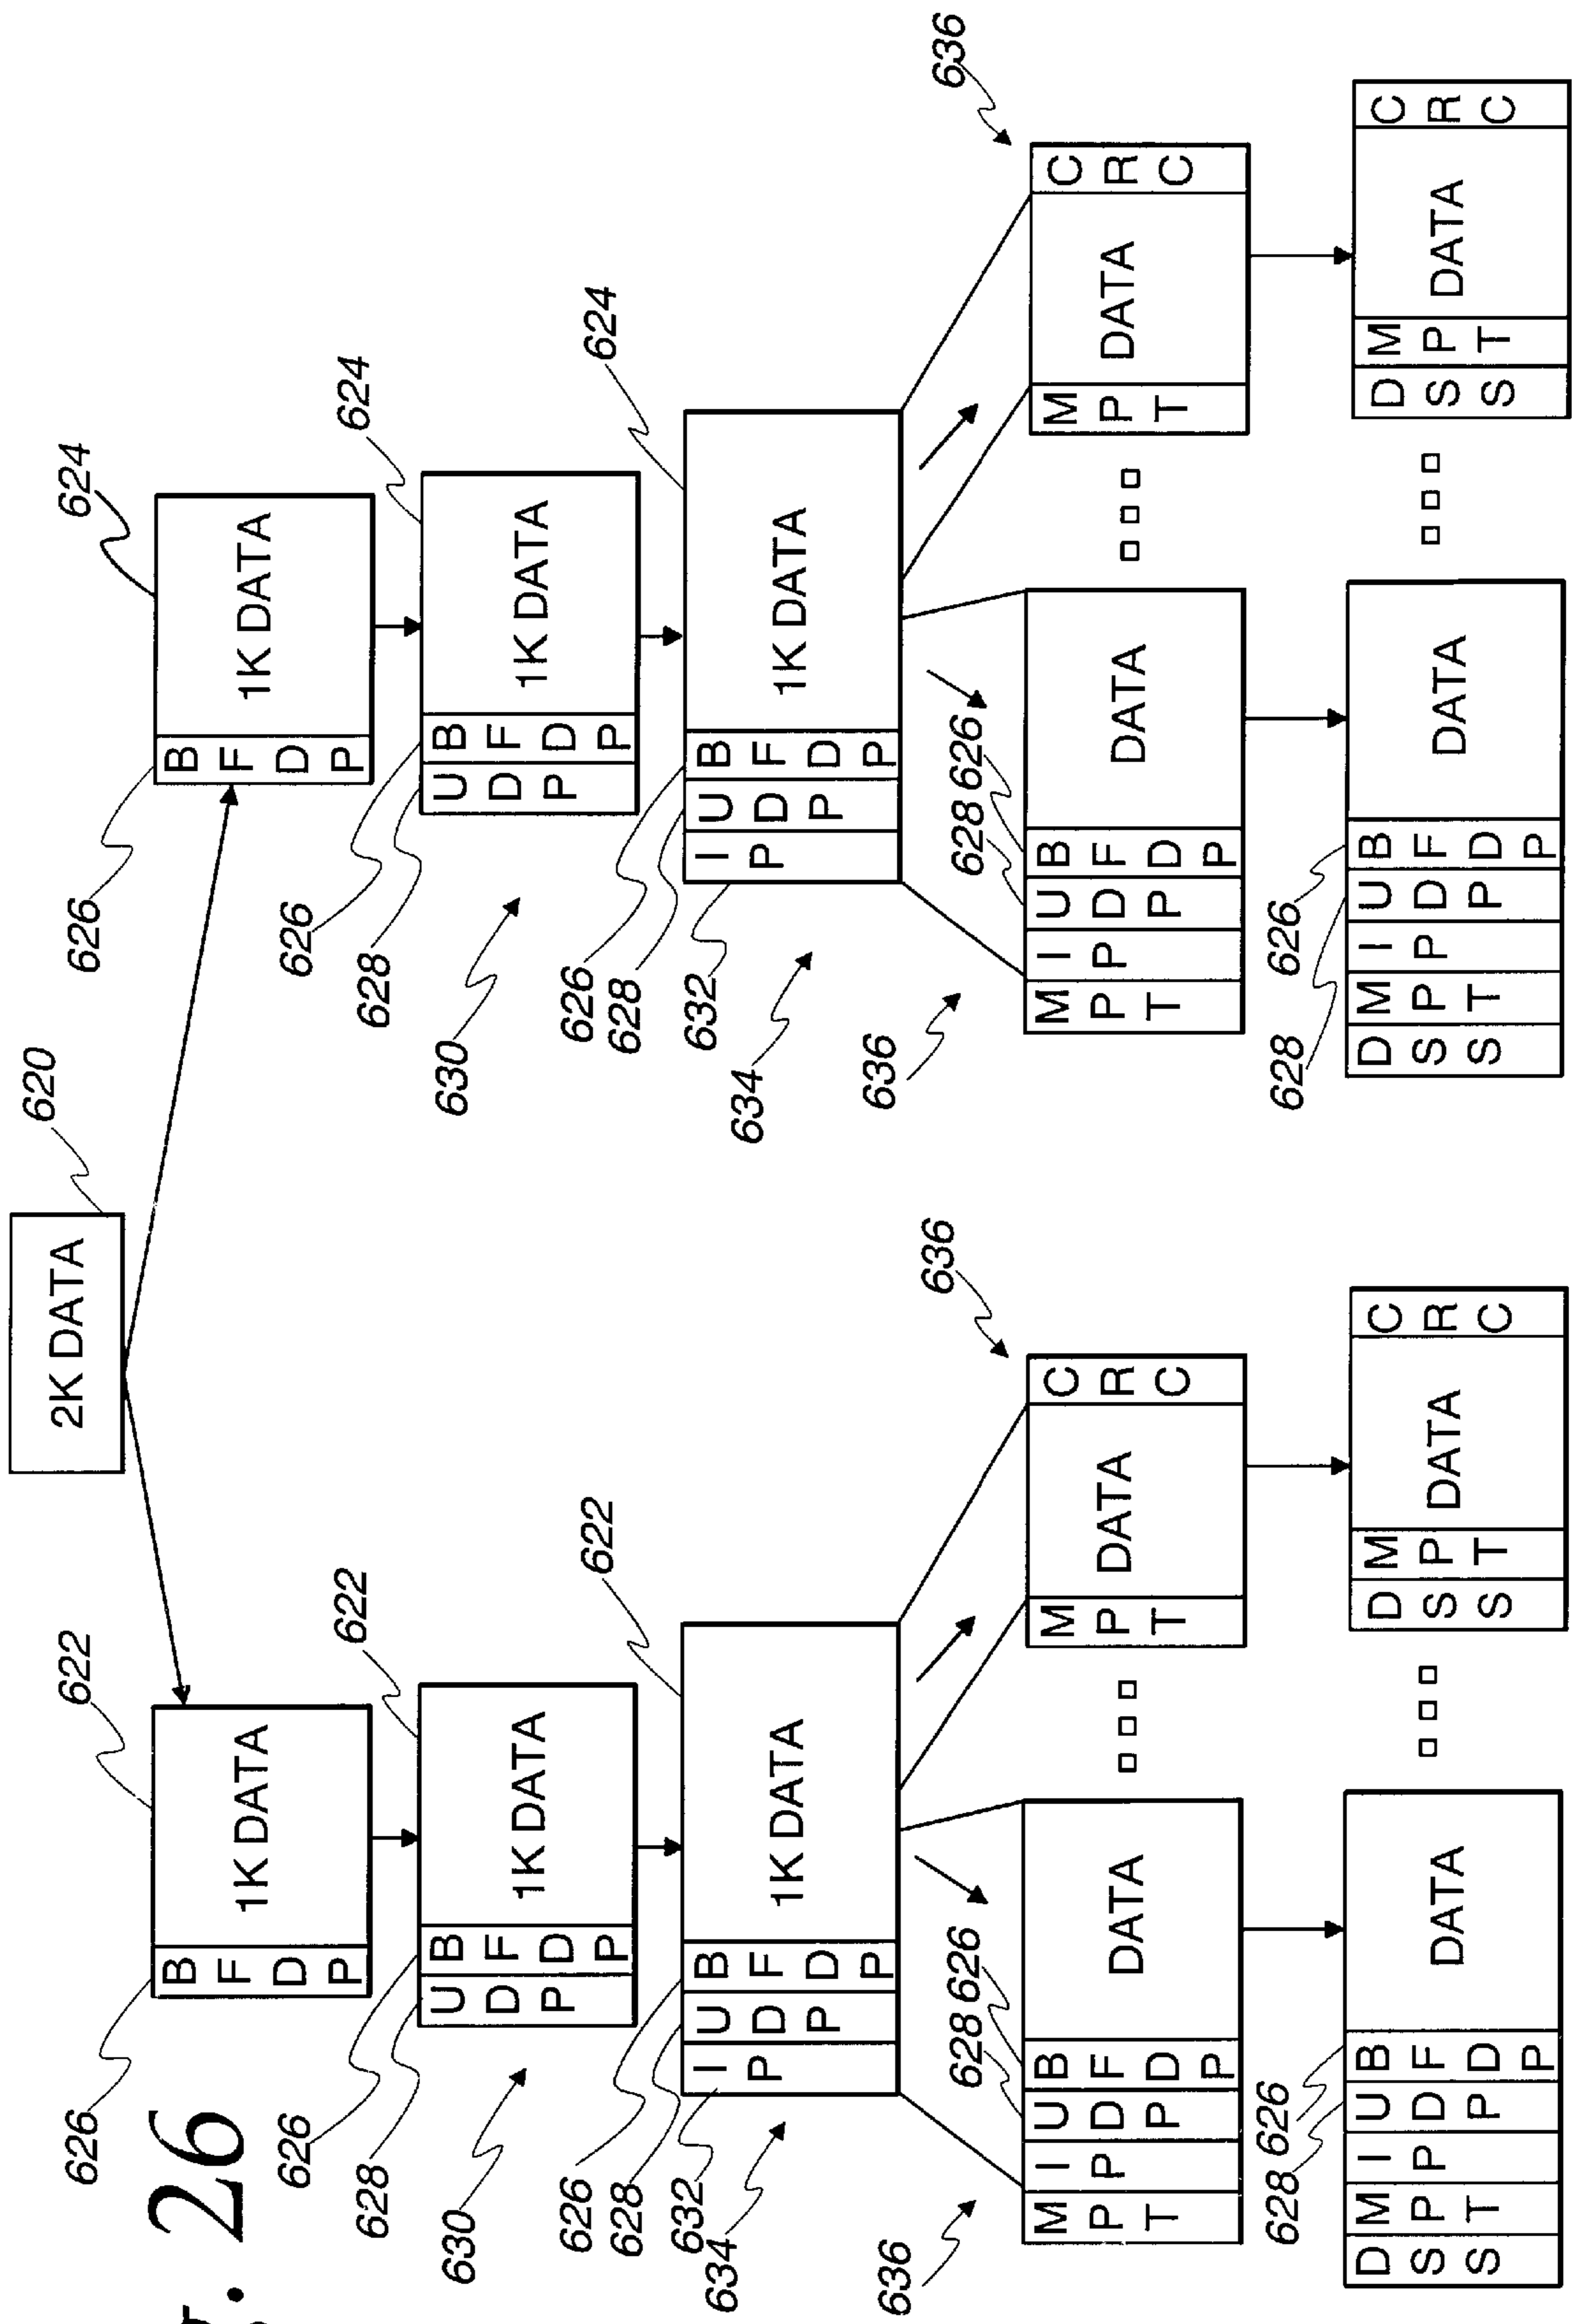 2K DATA 620
626 BFDP 1K DATA 622
626 BFDP 1K DATA 624
626 628 UDP BFDP 1K DATA 622
630
626 628 UDP BFDP 1K DATA 624
630
626 628 632 IP UDP BFDP 1K DATA 622
634
626 628 632 IP UDP BFDP 1K DATA 624
634
636 628 626 MPT IP UDP BFDP DATA
MPT DATA CRC 636
636 628 626 MPT IP UDP BFDP DATA
MPT DATA CRC 636
628 626 DSS MPT IP UDP BFDP DATA
DSS MPT DATA CRC
628 626 DSS MPT IP UDP BFDP DATA
DSS MPT DATA CRC
. 26